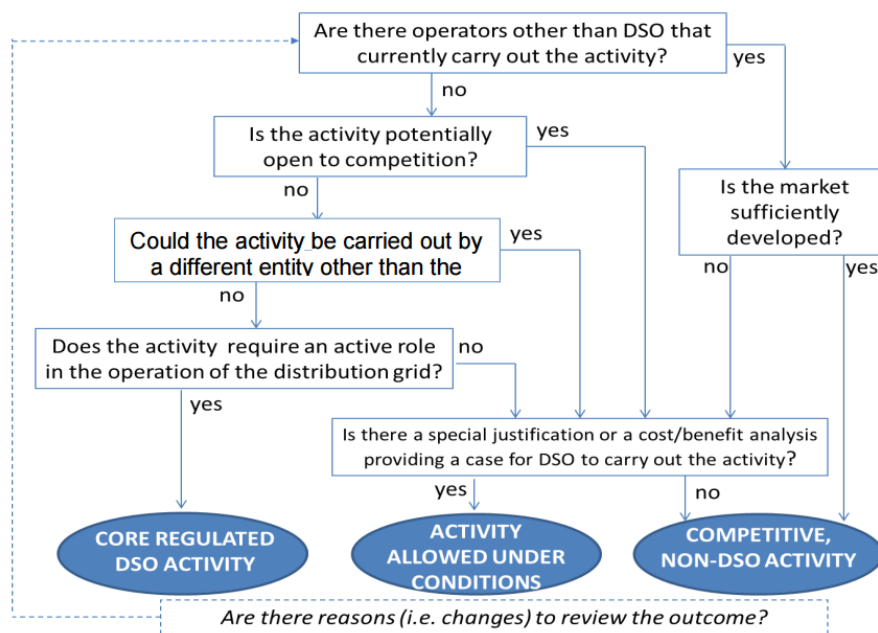 Are there operators other than DSO that
currently carry out the activity?
yes
no
Is the activity potentially
open to competition?
yes
no
Is the market
sufficiently
developed?
no
yes
Could the activity be carried out by
a different entity other than the
yes
no
Does the activity require an active role
in the operation of the distribution grid?
no
yes
Is there a special justification or a cost/benefit analysis
providing a case for DSO to carry out the activity?
yes
no
CORE REGULATED
DSO ACTIVITY
ACTIVITY
ALLOWED UNDER
CONDITIONS
COMPETITIVE,
NON-DSO ACTIVITY
Are there reasons (i.e. changes) to review the outcome?